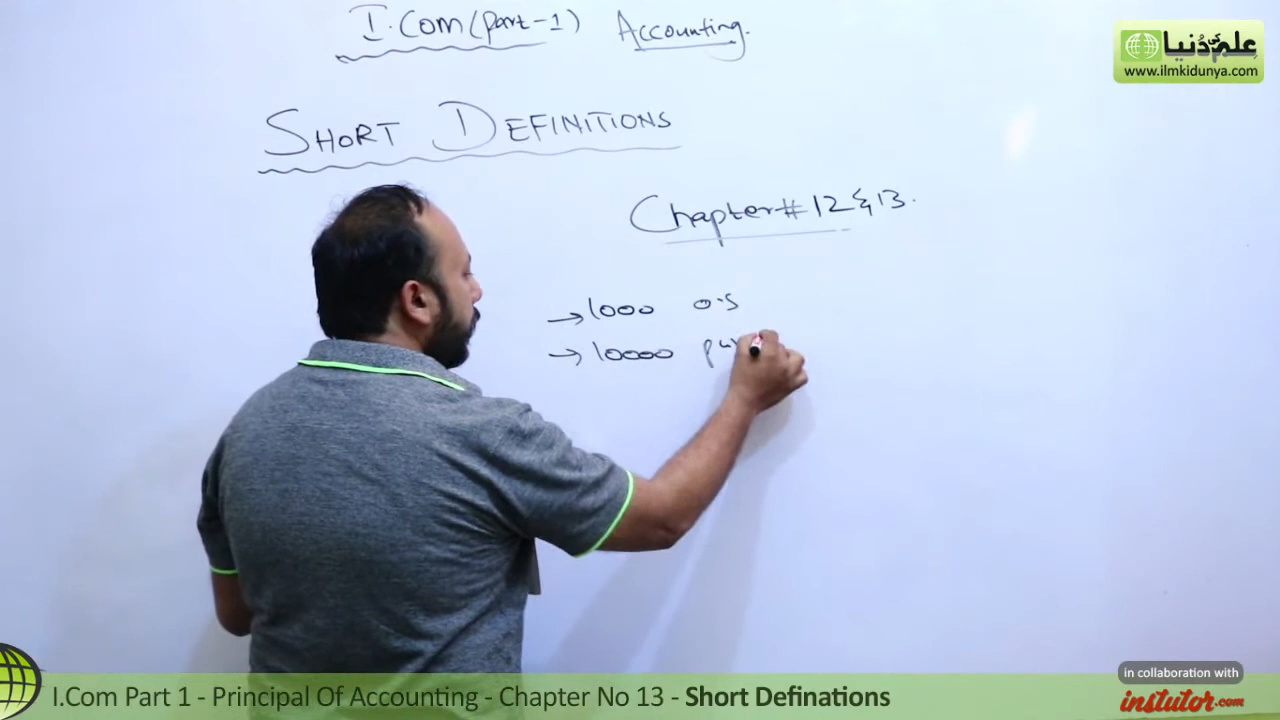 I.Com (Part-1) Accounting.
علم کی دُنیا
www.ilmkidunya.com
SHORT DEFINITIONS
Chapter# 12 & 13.
→ 1000 O.S
→ 10000
in collaboration with
instutor.com
I.Com Part 1 - Principal Of Accounting - Chapter No 13 - Short Definations